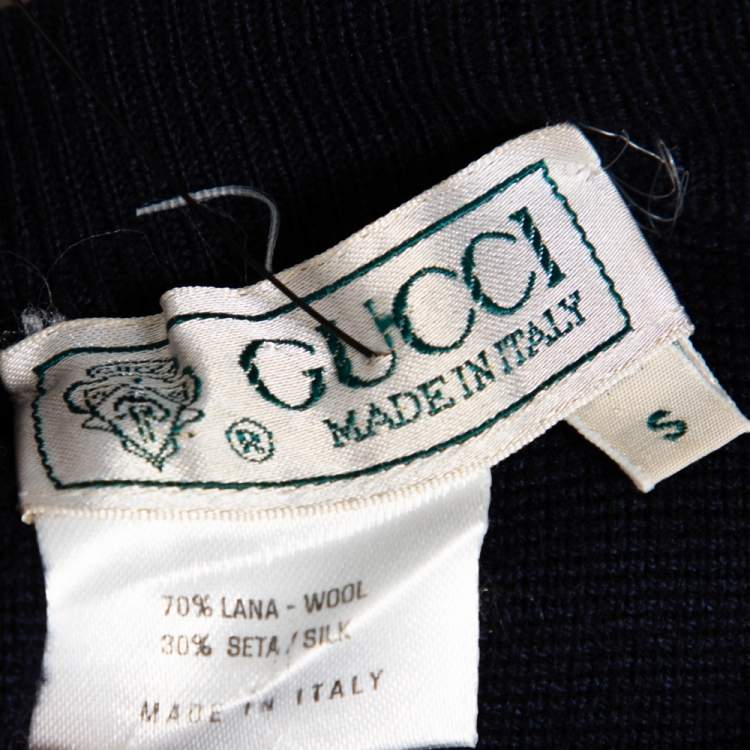 GUCCI
® MADE IN ITALY
S
70% LANA - WOOL
30% SETA / SILK
MADE IN ITALY